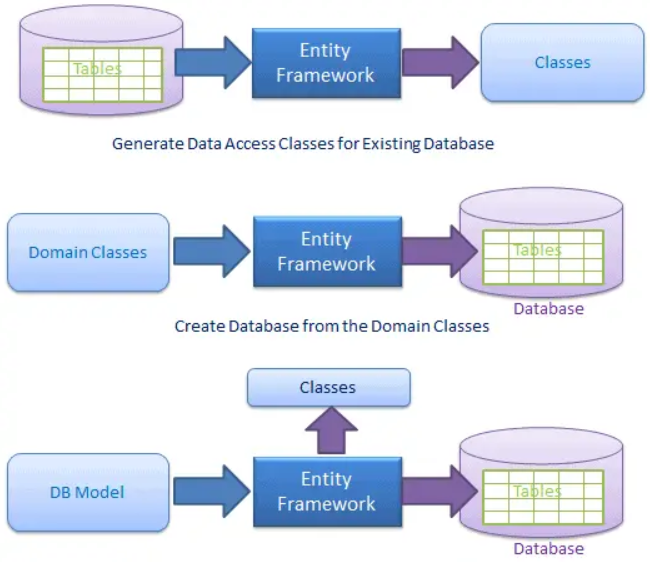 Tables
Entity
Framework
Classes
Generate Data Access Classes for Existing Database
Domain Classes
Entity
Framework
Tables
Database
Create Database from the Domain Classes
Classes
DB Model
Entity
Framework
Tables
Database